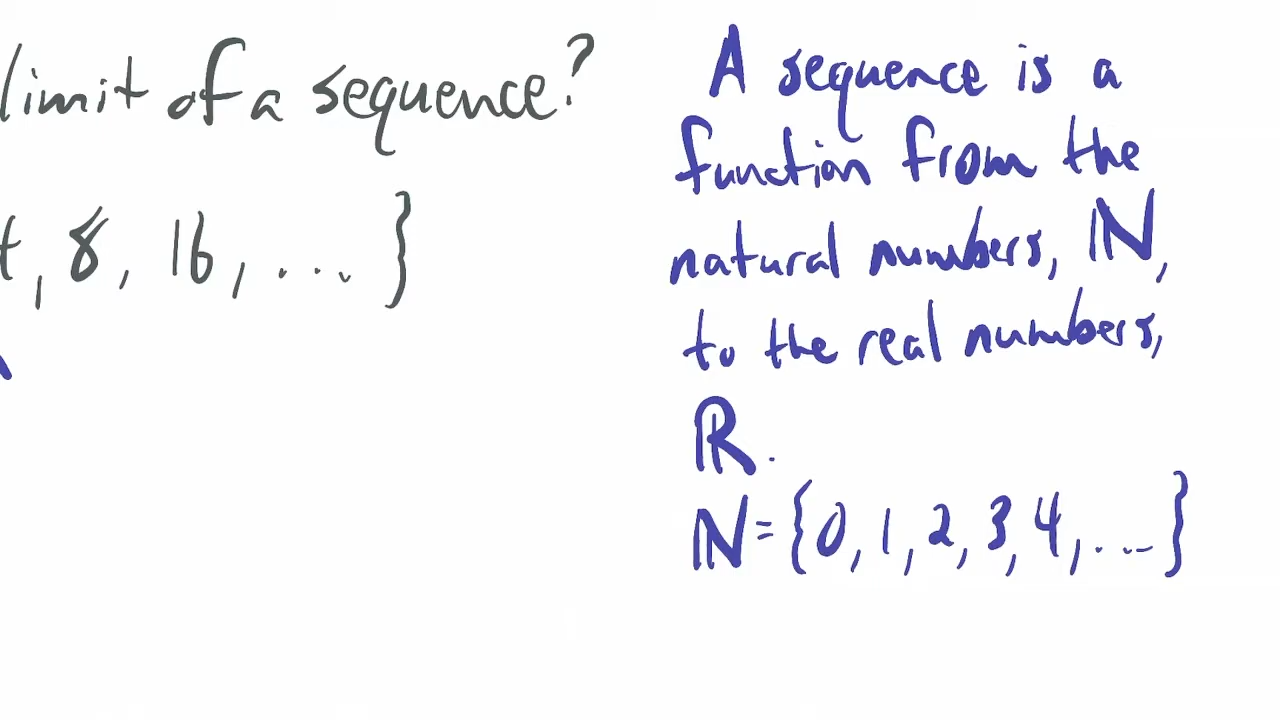 limit of a sequence?
, 8, 16, ... }
A sequence is a
function from the
natural numbers, ℕ,
to the real numbers,
ℝ.
ℕ = {0, 1, 2, 3, 4, ... }